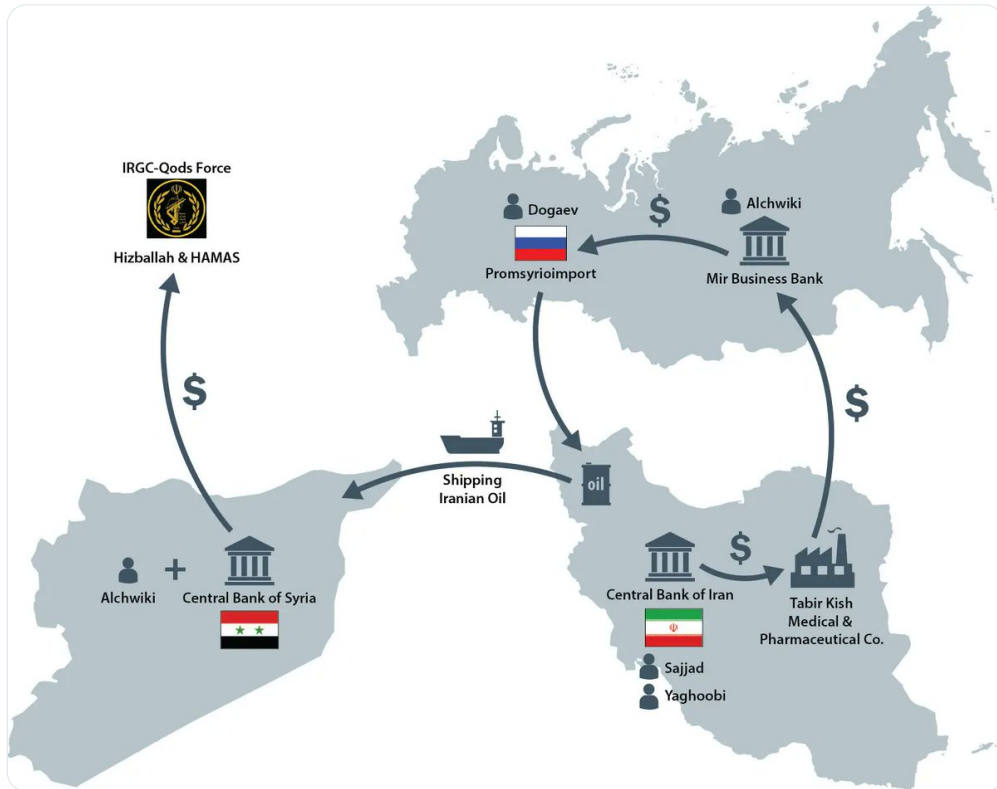 IRGC-Qods Force
Hizballah & HAMAS
$
Dogaev
Promsyrioimport
$
Alchwiki
Mir Business Bank
$
Shipping
Iranian Oil
oil
Alchwiki
+
Central Bank of Syria
Central Bank of Iran
$
Tabir Kish
Medical &
Pharmaceutical Co.
Sajjad
Yaghoobi